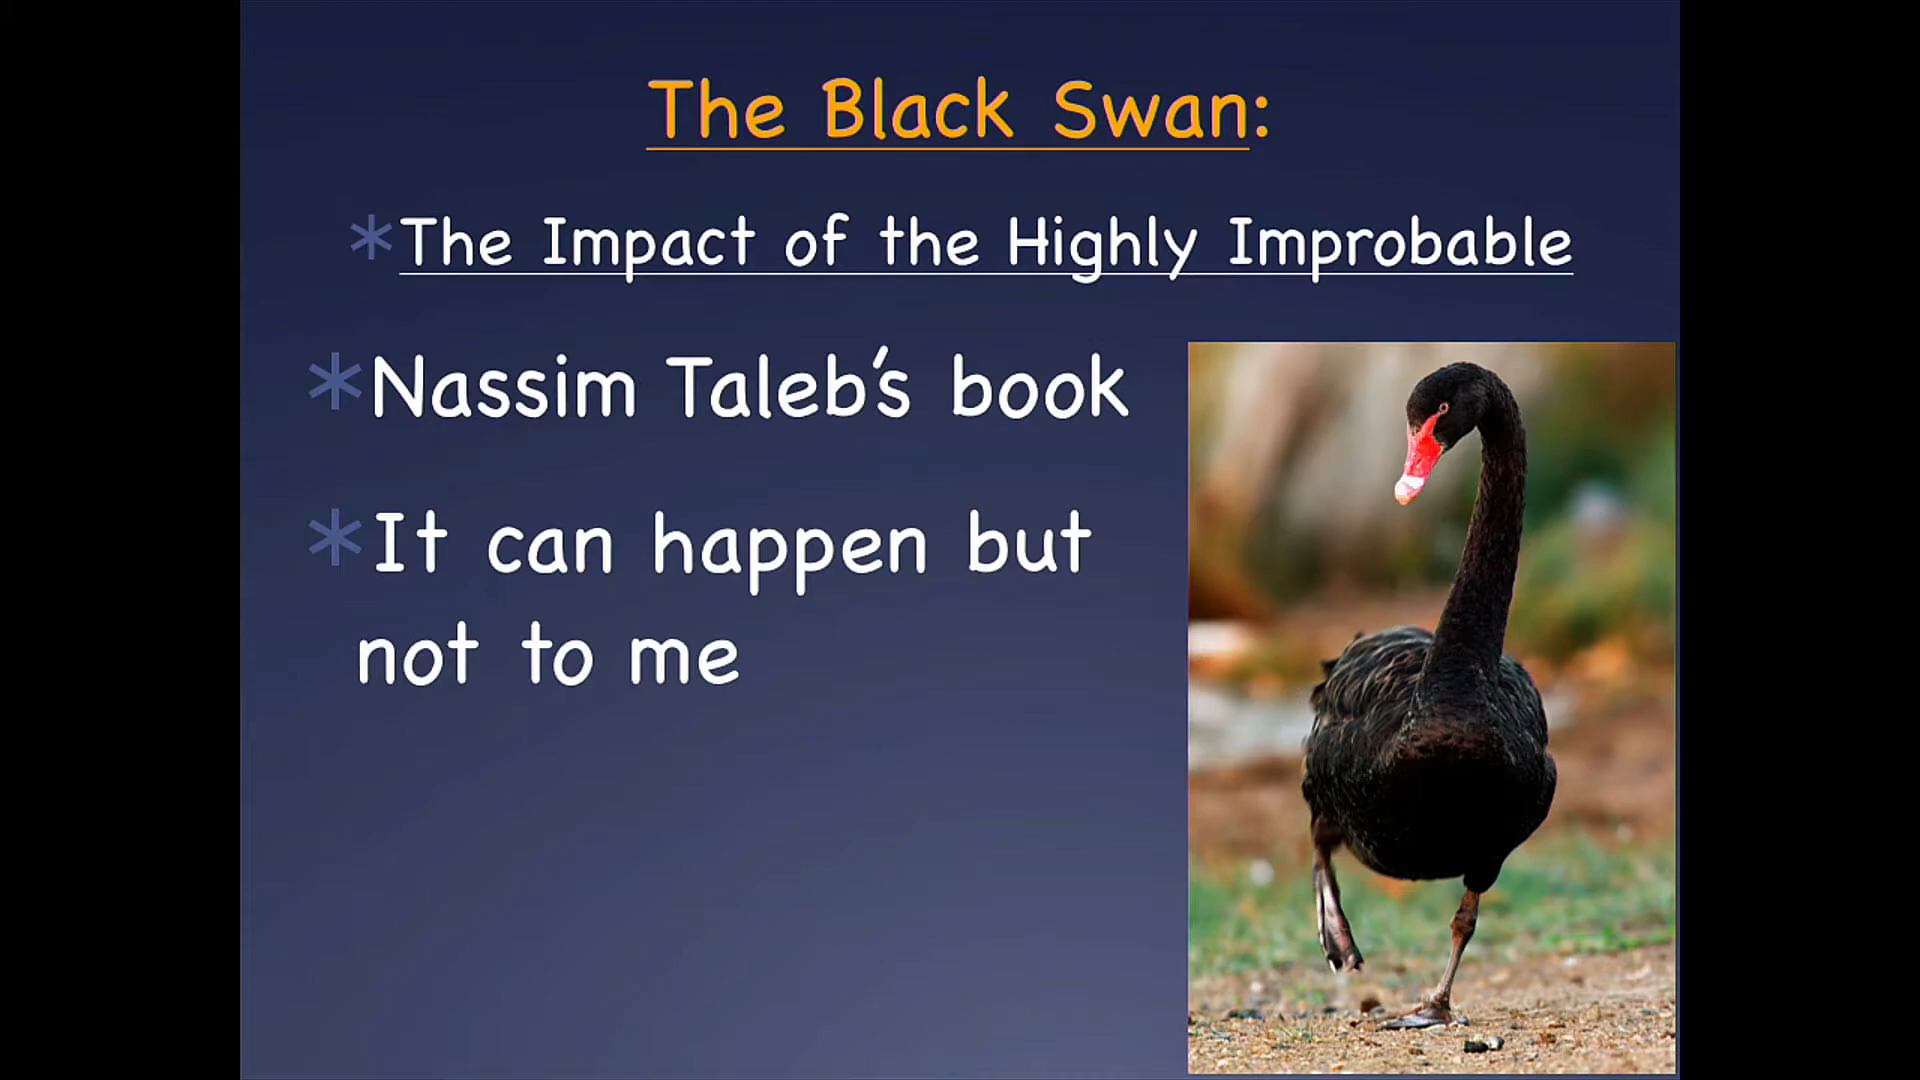 The Black Swan:
*The Impact of the Highly Improbable
*Nassim Taleb's book
*It can happen but
not to me